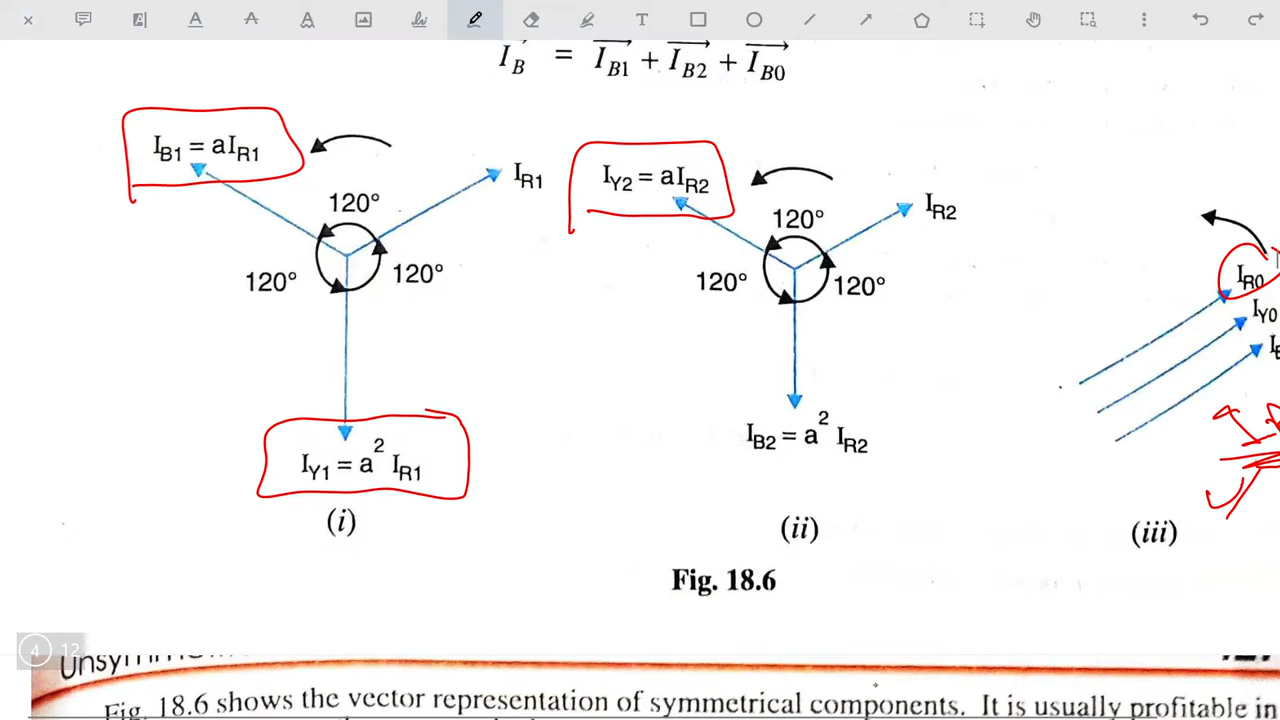 I_B = I_B1 + I_B2 + I_B0
I_B1 = aI_R1
I_R1
120°
120°
120°
I_Y1 = a² I_R1
(i)
I_Y2 = aI_R2
I_R2
120°
120°
120°
I_B2 = a² I_R2
(ii)
I_R0
I_Y0
(iii)
Fig. 18.6
4 12
Fig. 18.6 shows the vector representation of symmetrical components. It is usually profitable in